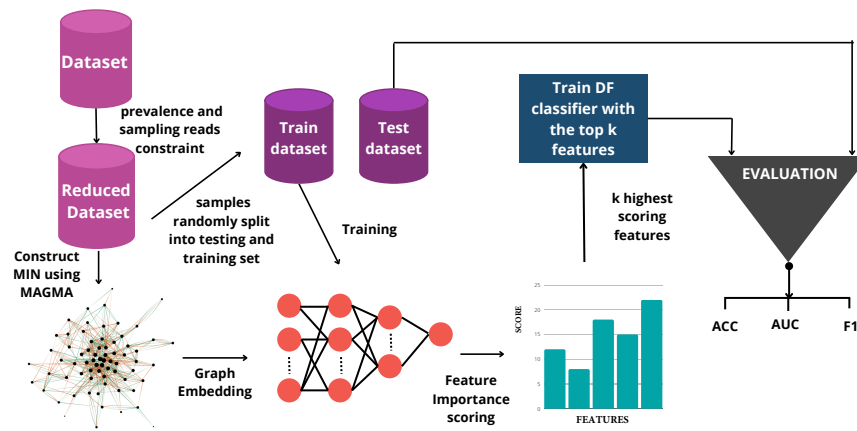 Dataset
prevalence and
sampling reads
constraint
Reduced
Dataset
samples
randomly split
into testing and
training set
Train
dataset
Test
dataset
Training
Construct
MIN using
MAGMA
Graph
Embedding
Feature
Importance
scoring
SCORE
25
20
15
10
5
0
FEATURES
k highest
scoring
features
Train DF
classifier with
the top k
features
EVALUATION
ACC
AUC
F1